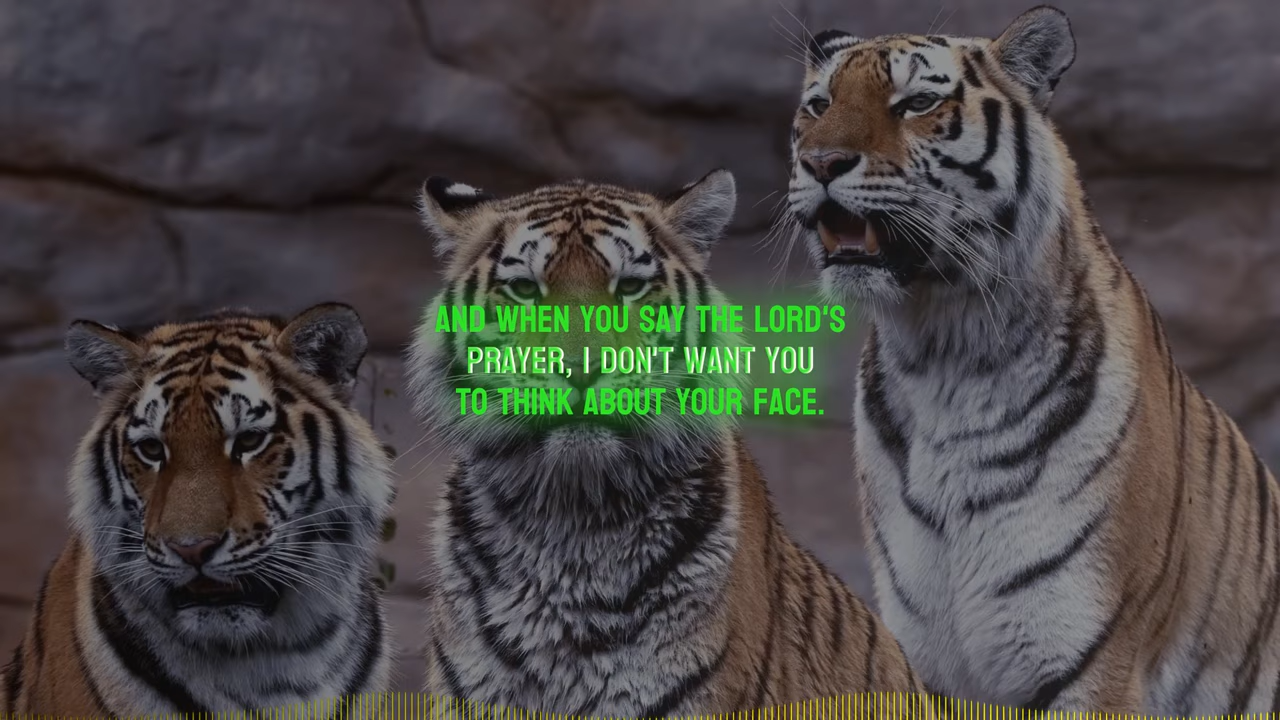 AND WHEN YOU SAY THE LORD'S
PRAYER, I DON'T WANT YOU
TO THINK ABOUT YOUR FACE.